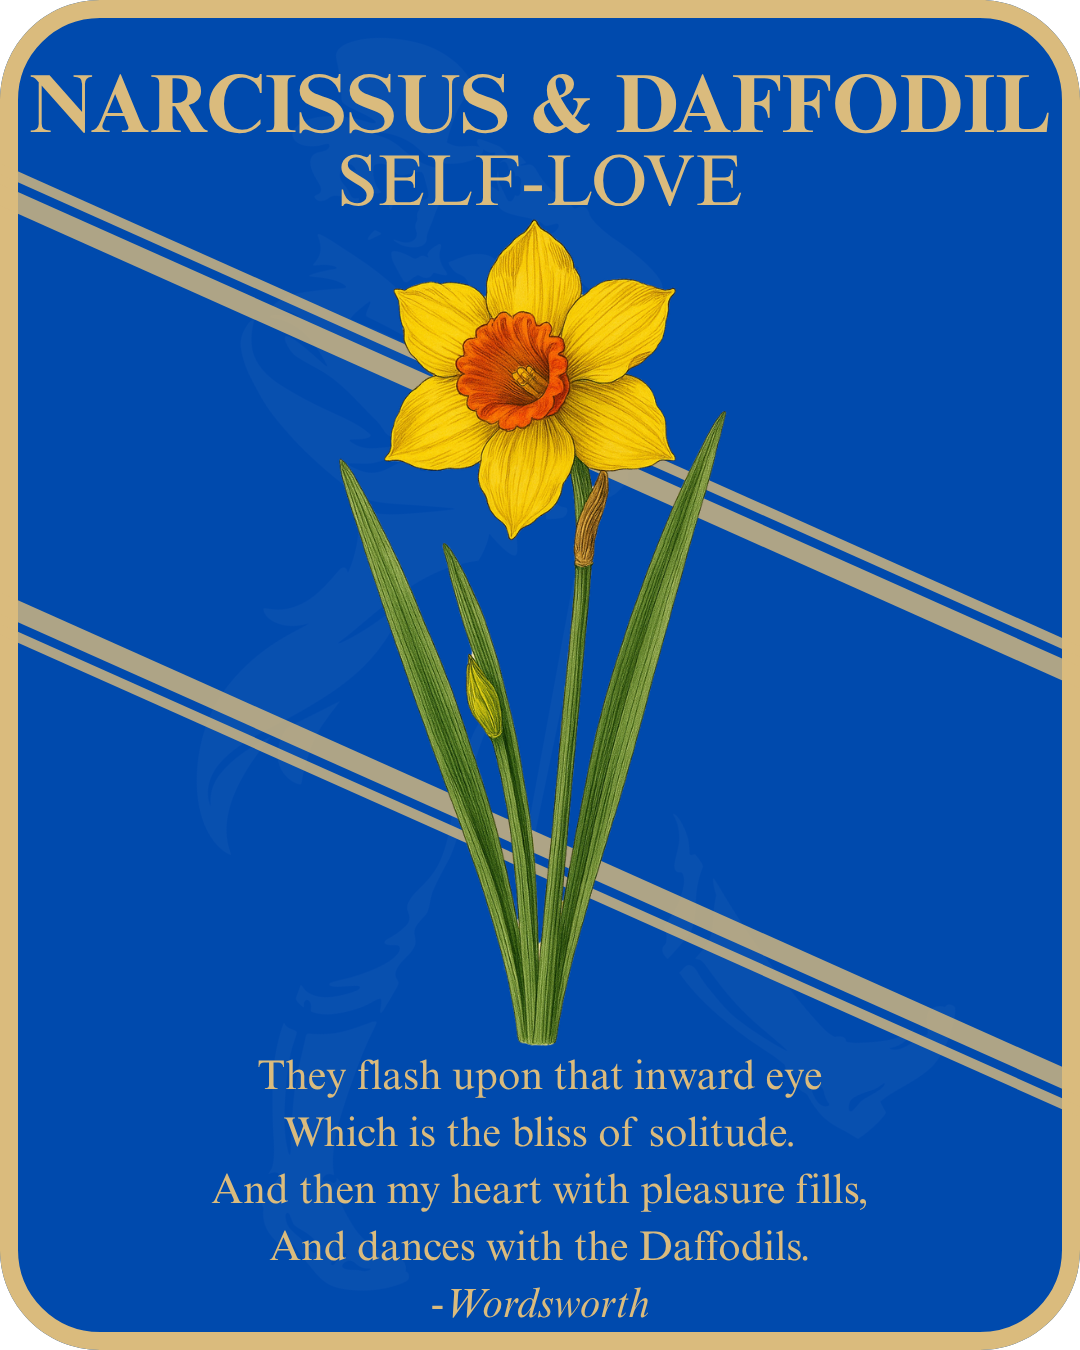 NARCISSUS & DAFFODIL
SELF-LOVE
They flash upon that inward eye
Which is the bliss of solitude.
And then my heart with pleasure fills,
And dances with the Daffodils.
-Wordsworth